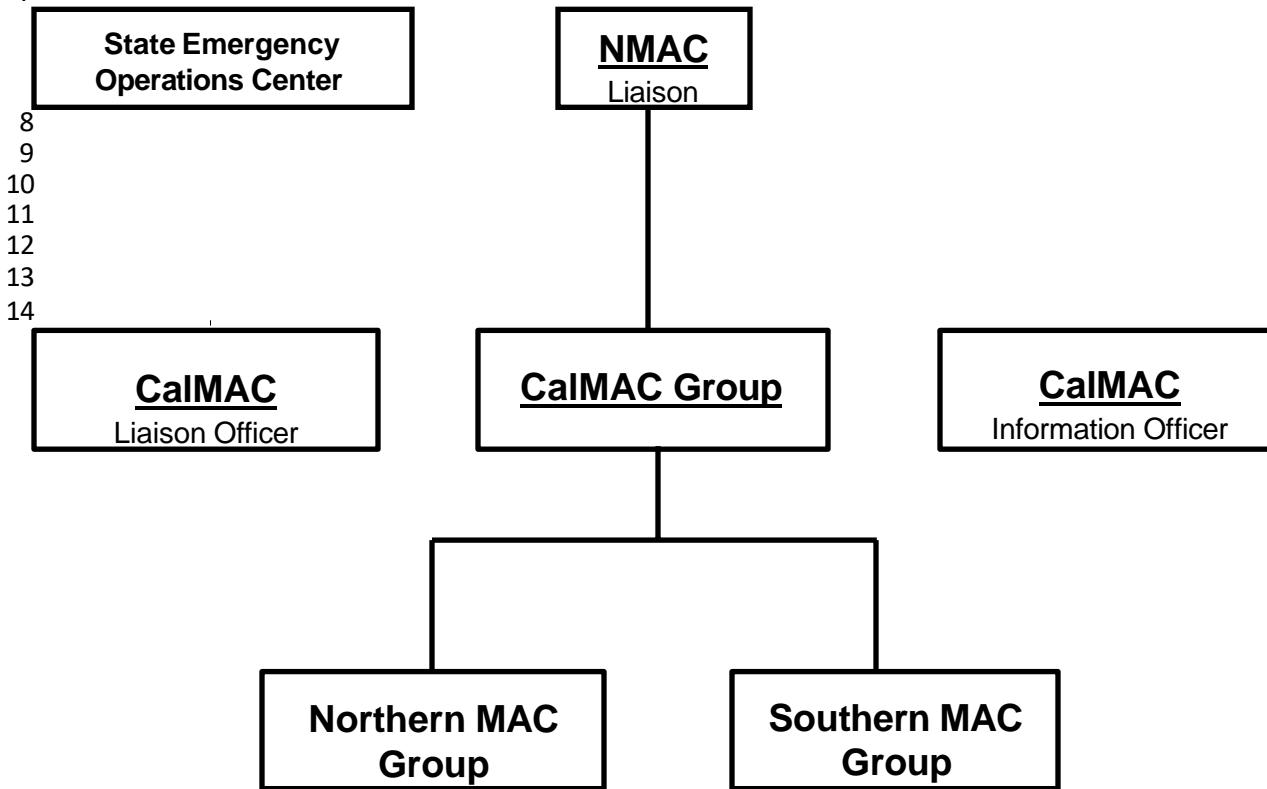 State Emergency
Operations Center
NMAC
Liaison
8
9
10
11
12
13
14
CalMAC
Liaison Officer
CalMAC Group
CalMAC
Information Officer
Northern MAC
Group
Southern MAC
Group